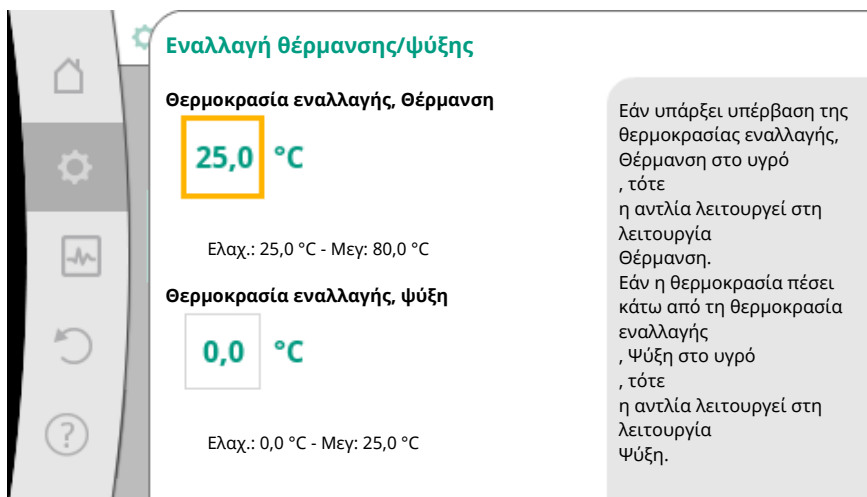 Εναλλαγή θέρμανσης/ψύξης
Θερμοκρασία εναλλαγής, Θέρμανση
25,0 °C
Ελαχ.: 25,0 °C - Μεγ: 80,0 °C
Θερμοκρασία εναλλαγής, ψύξη
0,0 °C
Ελαχ.: 0,0 °C - Μεγ: 25,0 °C
Εάν υπάρξει υπέρβαση της
θερμοκρασίας εναλλαγής,
Θέρμανση στο υγρό
, τότε
η αντλία λειτουργεί στη
λειτουργία
Θέρμανση.
Εάν η θερμοκρασία πέσει
κάτω από τη θερμοκρασία
εναλλαγής
, Ψύξη στο υγρό
, τότε
η αντλία λειτουργεί στη
λειτουργία
Ψύξη.
?